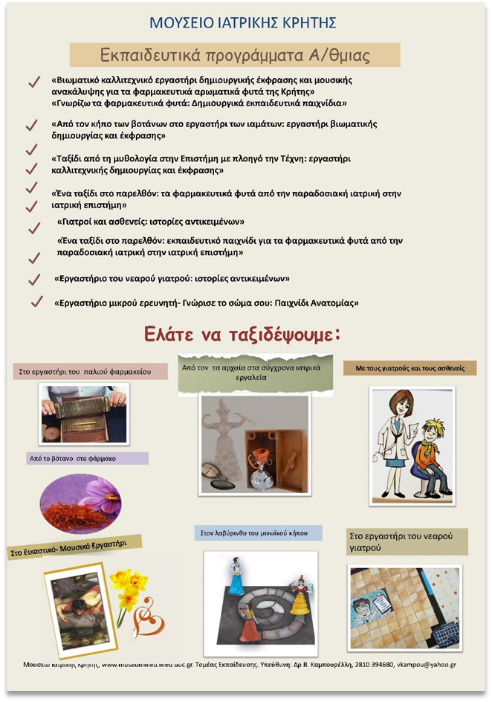 ΜΟΥΣΕΙΟ ΙΑΤΡΙΚΗΣ ΚΡΗΤΗΣ
Εκπαιδευτικά προγράμματα Α/θμιας
«Βιωματικό καλλιτεχνικό εργαστήρι δημιουργικής έκφρασης και μουσικής
ανακάλυψης για τα φαρμακευτικά αρωματικά φυτά της Κρήτης»
«Γνωρίζω τα φαρμακευτικά φυτά: Δημιουργικά εκπαιδευτικά παιχνίδια»
«Από τον κήπο των βοτάνων στο εργαστήρι των ιαμάτων: εργαστήρι βιωματικής
δημιουργίας και έκφρασης»
«Ταξίδι από τη μυθολογία στην Επιστήμη με πλοηγό την Τέχνη: εργαστήρι
καλλιτεχνικής δημιουργίας και έκφρασης»
«Ένα ταξίδι στο παρελθόν: τα φαρμακευτικά φυτά από την παραδοσιακή ιατρική στην
ιατρική επιστήμη»
«Γιατροί και ασθενείς: ιστορίες αντικειμένων»
«Ένα ταξίδι στο παρελθόν: εκπαιδευτικό παιχνίδι για τα φαρμακευτικά φυτά από την
παραδοσιακή ιατρική στην ιατρική επιστήμη»
«Εργαστήριο του νεαρού γιατρού: ιστορίες αντικειμένων»
«Εργαστήριο μικρού ερευνητή- Γνώρισε το σώμα σου: Παιχνίδι Ανατομίας»
Ελάτε να ταξιδέψουμε:
Στο εργαστήρι του παλιού φαρμακείου
Από τον τα αρχαία στα σύγχρονα ιατρικά
εργαλεία
Με τους γιατρούς και τους ασθενείς
Από το βότανο στο φάρμακο
Στο Εικαστικό- Μουσικό Εργαστήρι
Στον λαβύρινθο του μινωϊκού κήπου
Στο εργαστήρι του νεαρού
γιατρού
Μουσείο Ιατρικής Κρήτης, Τομέας Εκπαίδευσης. Υπεύθυνη: Δρ.Β. Καμπουρέλλη, 2810 394680, vkampou@yahoo.gr